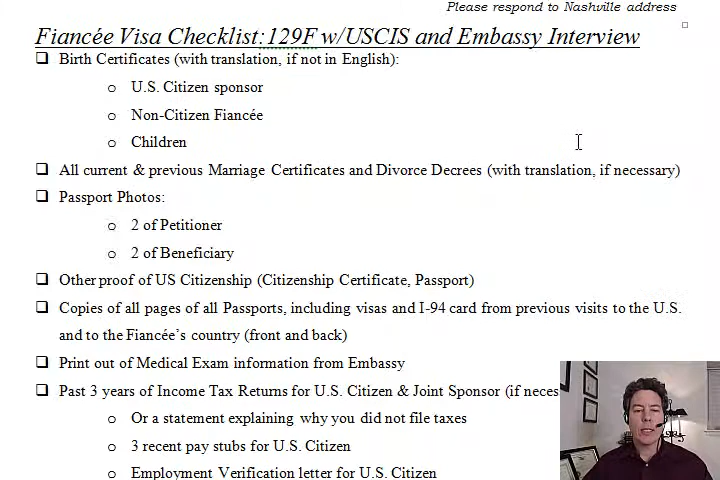 Please respond to Nashville address
Fiancée Visa Checklist: 129F w/USCIS and Embassy Interview
❑ Birth Certificates (with translation, if not in English):
o U.S. Citizen sponsor
o Non-Citizen Fiancée
o Children
❑ All current & previous Marriage Certificates and Divorce Decrees (with translation, if necessary)
❑ Passport Photos:
o 2 of Petitioner
o 2 of Beneficiary
❑ Other proof of US Citizenship (Citizenship Certificate, Passport)
❑ Copies of all pages of all Passports, including visas and I-94 card from previous visits to the U.S.
and to the Fiancée's country (front and back)
❑ Print out of Medical Exam information from Embassy
❑ Past 3 years of Income Tax Returns for U.S. Citizen & Joint Sponsor (if neces
o Or a statement explaining why you did not file taxes
o 3 recent pay stubs for U.S. Citizen
o Employment Verification letter for U.S. Citizen